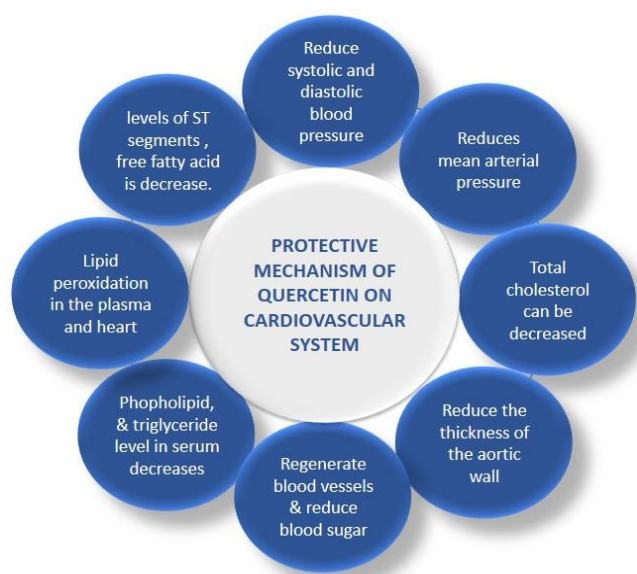 Reduce
systolic and
diastolic
blood
pressure
Reduces
mean arterial
pressure
Total
cholesterol
can be
decreased
Reduce the
thickness of
the aortic
wall
Regenerate
blood vessels
& reduce
blood sugar
Phopholipid,
& triglyceride
level in serum
decreases
Lipid
peroxidation
in the plasma
and heart
levels of ST
segments ,
free fatty acid
is decrease.
PROTECTIVE
MECHANISM OF
QUERCETIN ON
CARDIOVASCULAR
SYSTEM